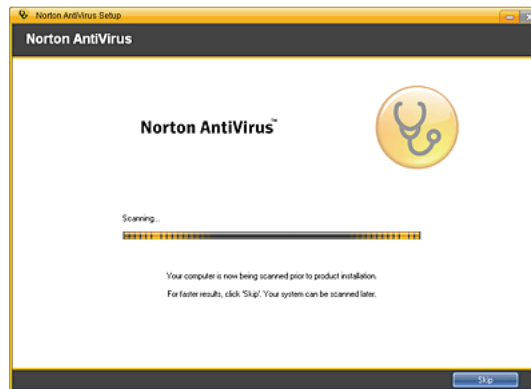 Norton AntiVirus Setup
Norton AntiVirus
Norton AntiVirus™
Scanning...
Your computer is now being scanned prior to product installation.
For faster results, click 'Skip'. Your system can be scanned later.
Skip